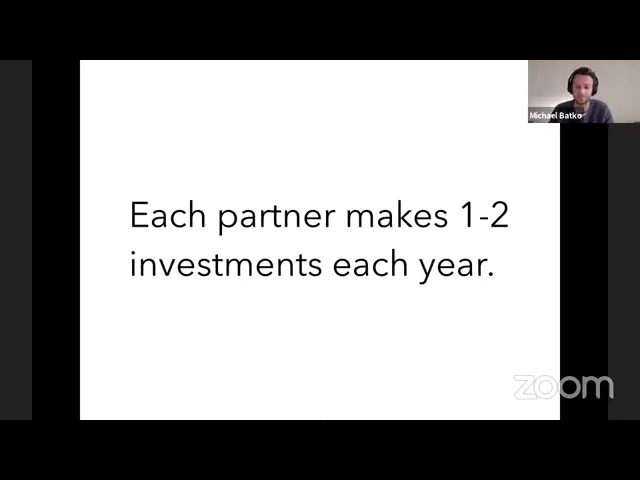 Michael Batko
Each partner makes 1-2
investments each year.
zoom